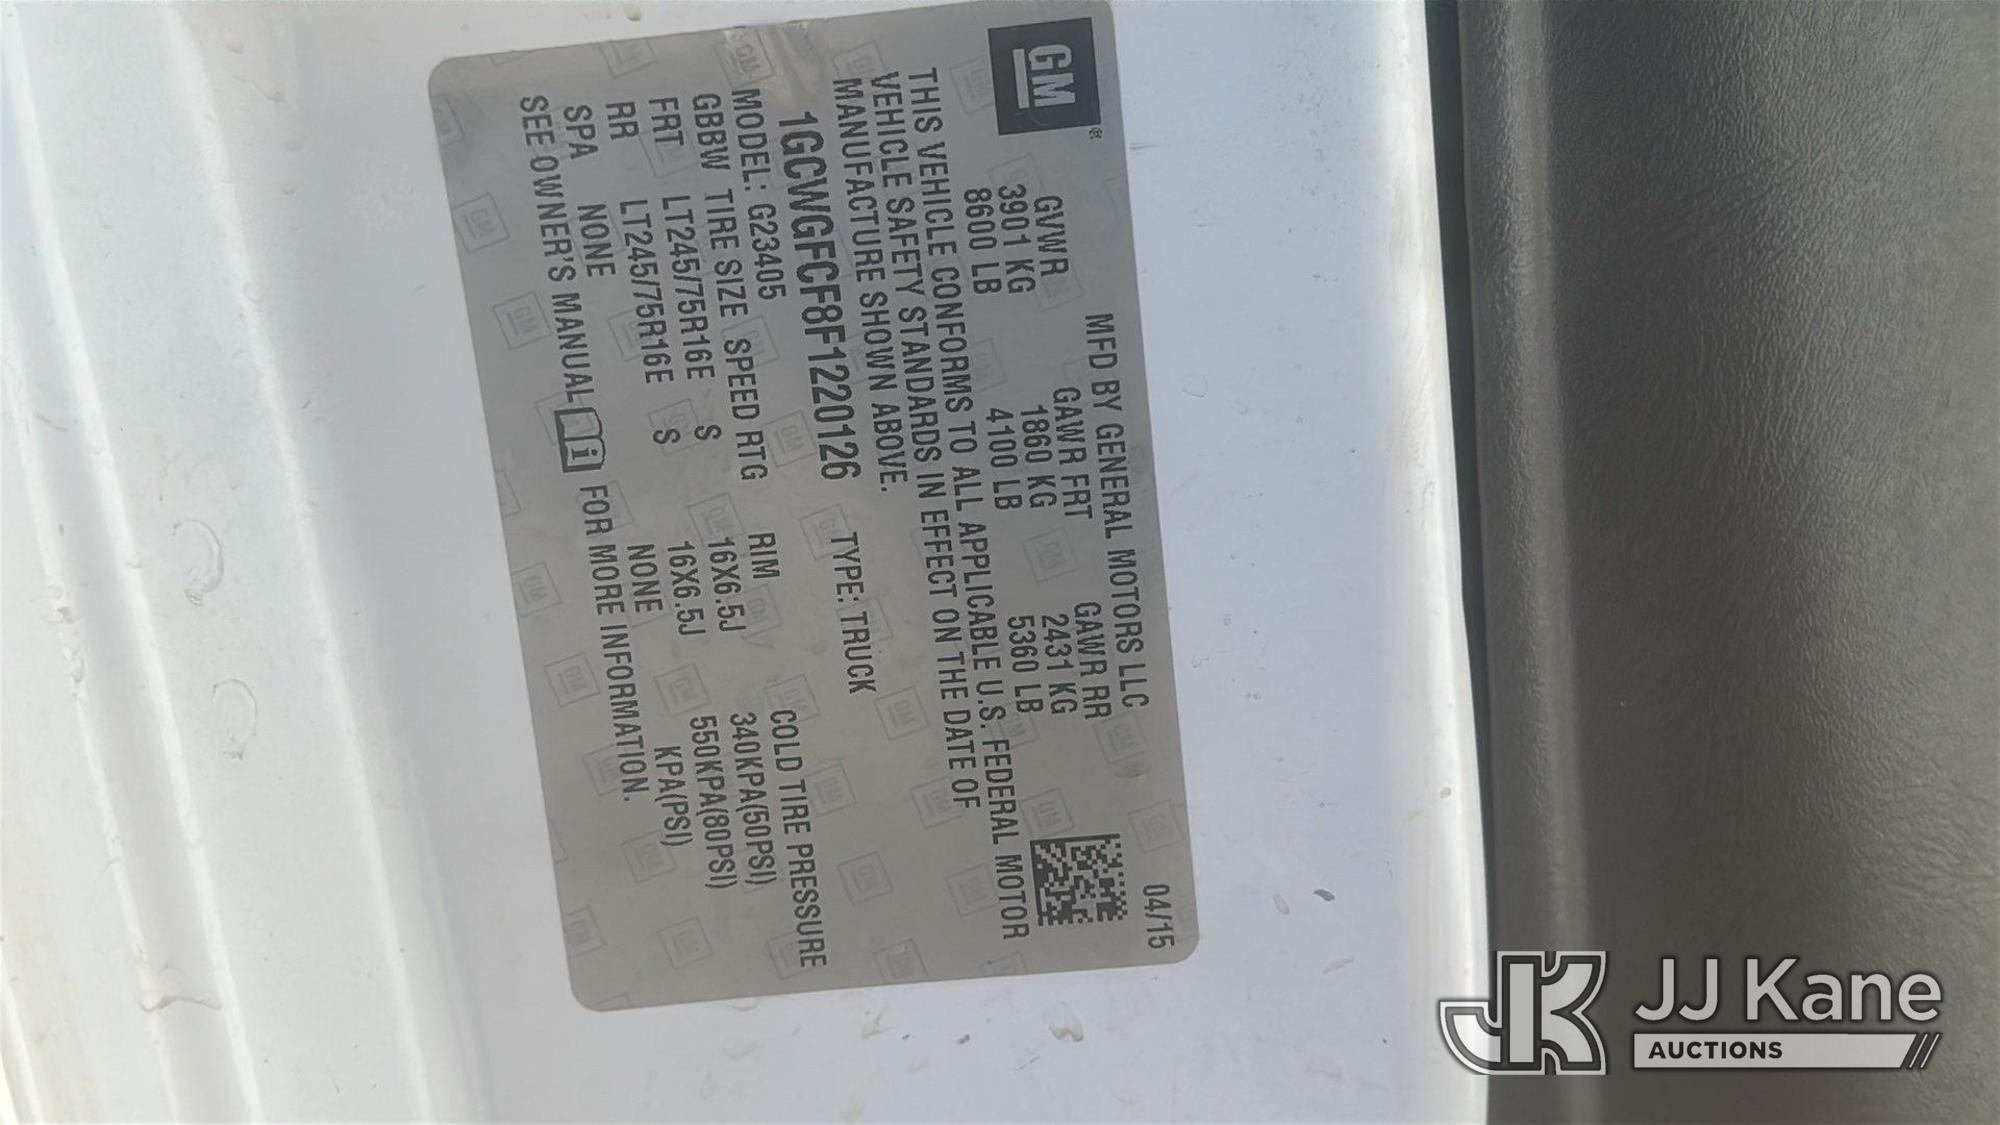 GM®
MFD BY GENERAL MOTORS LLC 04/15
GVWR GAWR FRT GAWR RR
3901 KG 1860 KG 2431 KG
8600 LB 4100 LB 5360 LB
THIS VEHICLE CONFORMS TO ALL APPLICABLE U.S. FEDERAL MOTOR
VEHICLE SAFETY STANDARDS IN EFFECT ON THE DATE OF
MANUFACTURE SHOWN ABOVE.
1GCWGFCF8F1220126 TYPE: TRUCK
MODEL: G23405
GBBW TIRE SIZE SPEED RTG RIM COLD TIRE PRESSURE
FRT LT245/75R16E S 16X6.5J 340KPA(50PSI)
RR LT245/75R16E S 16X6.5J 550KPA(80PSI)
SPA NONE NONE KPA(PSI)
SEE OWNER'S MANUAL i FOR MORE INFORMATION.
JK JJ Kane
AUCTIONS